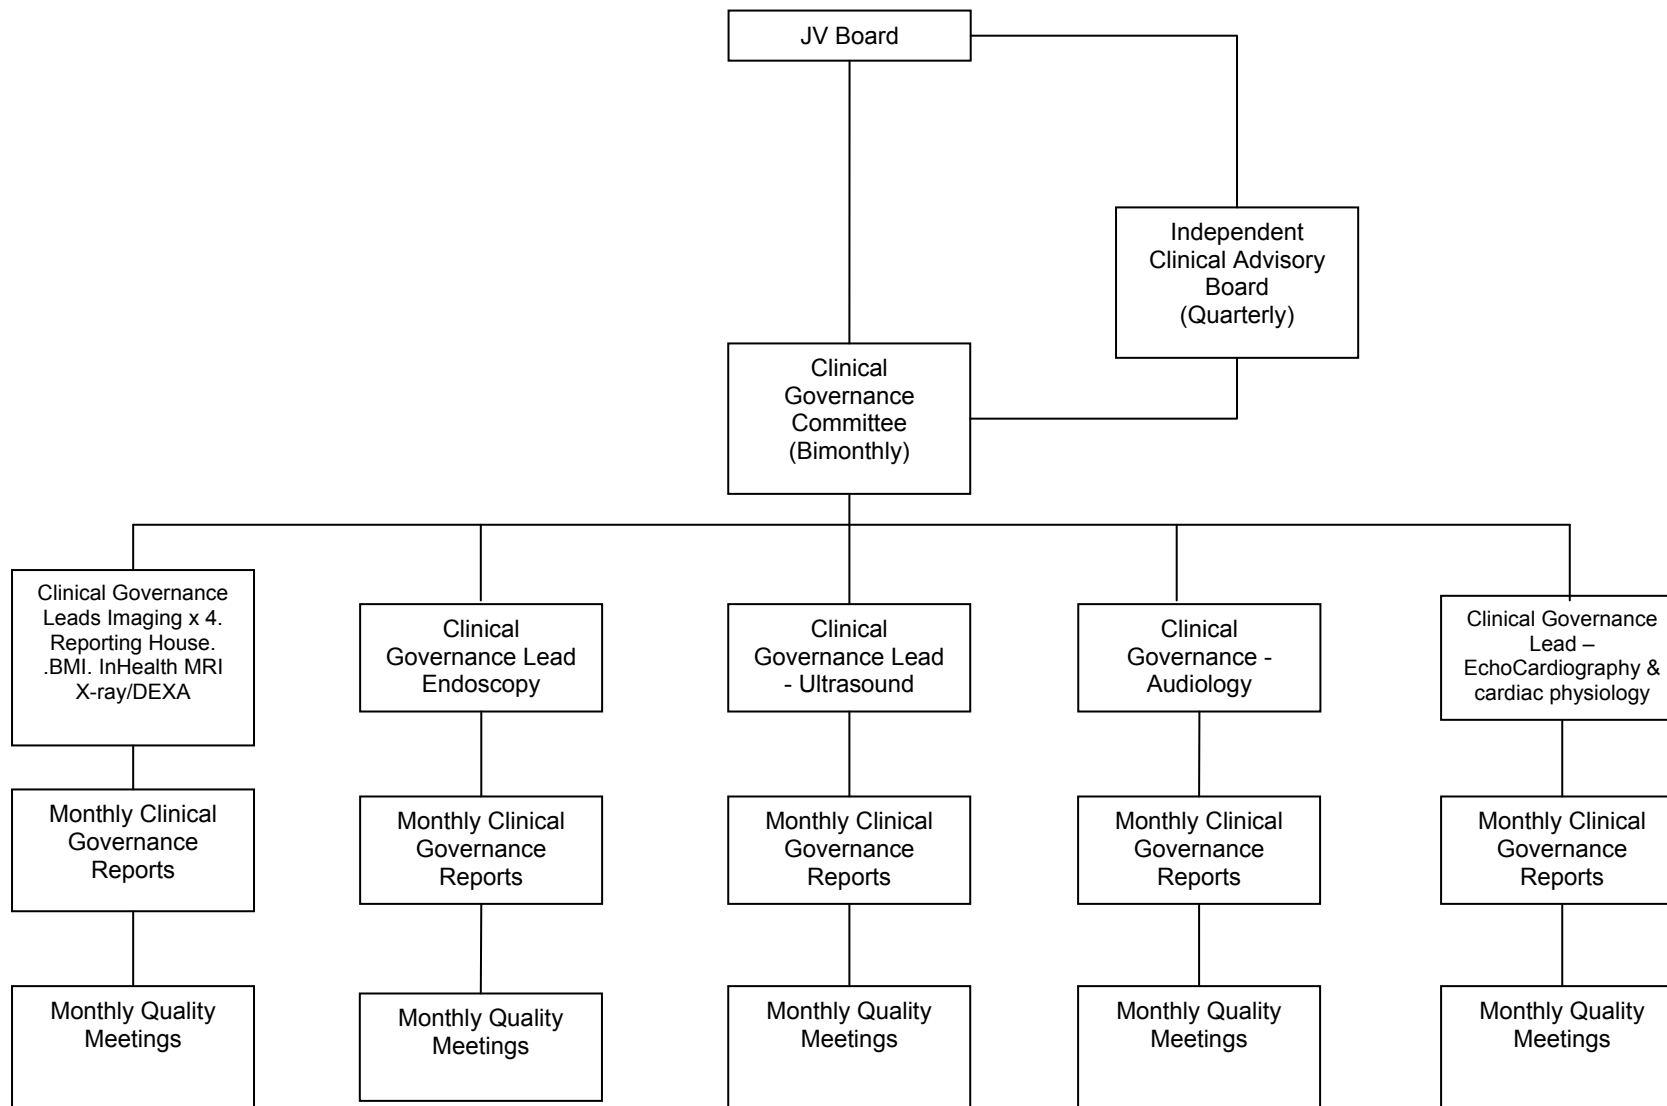 JV Board
Independent
Clinical Advisory
Board
(Quarterly)
Clinical
Governance
Committee
(Bimonthly)
Clinical Governance
Leads Imaging x 4.
Reporting House.
.BMI. InHealth MRI
X-ray/DEXA
Clinical
Governance Lead
Endoscopy
Clinical
Governance Lead
- Ultrasound
Clinical
Governance -
Audiology
Clinical Governance
Lead –
EchoCardiography &
cardiac physiology
Monthly Clinical
Governance
Reports
Monthly Clinical
Governance
Reports
Monthly Clinical
Governance
Reports
Monthly Clinical
Governance
Reports
Monthly Clinical
Governance
Reports
Monthly Quality
Meetings
Monthly Quality
Meetings
Monthly Quality
Meetings
Monthly Quality
Meetings
Monthly Quality
Meetings